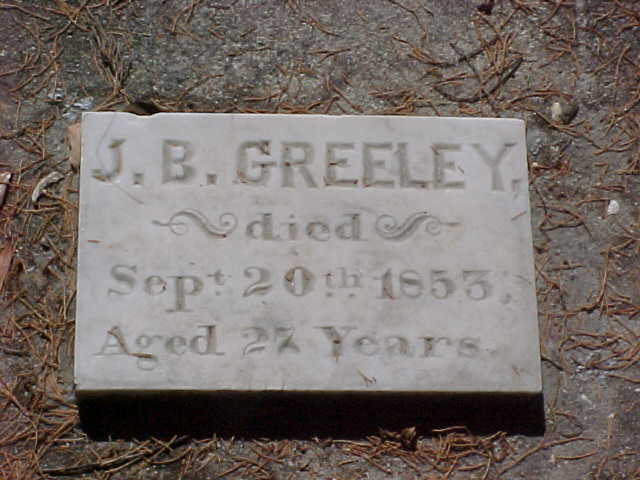 J. B. GREELEY,
died
Sept 20th 1853,
Aged 27 Years.